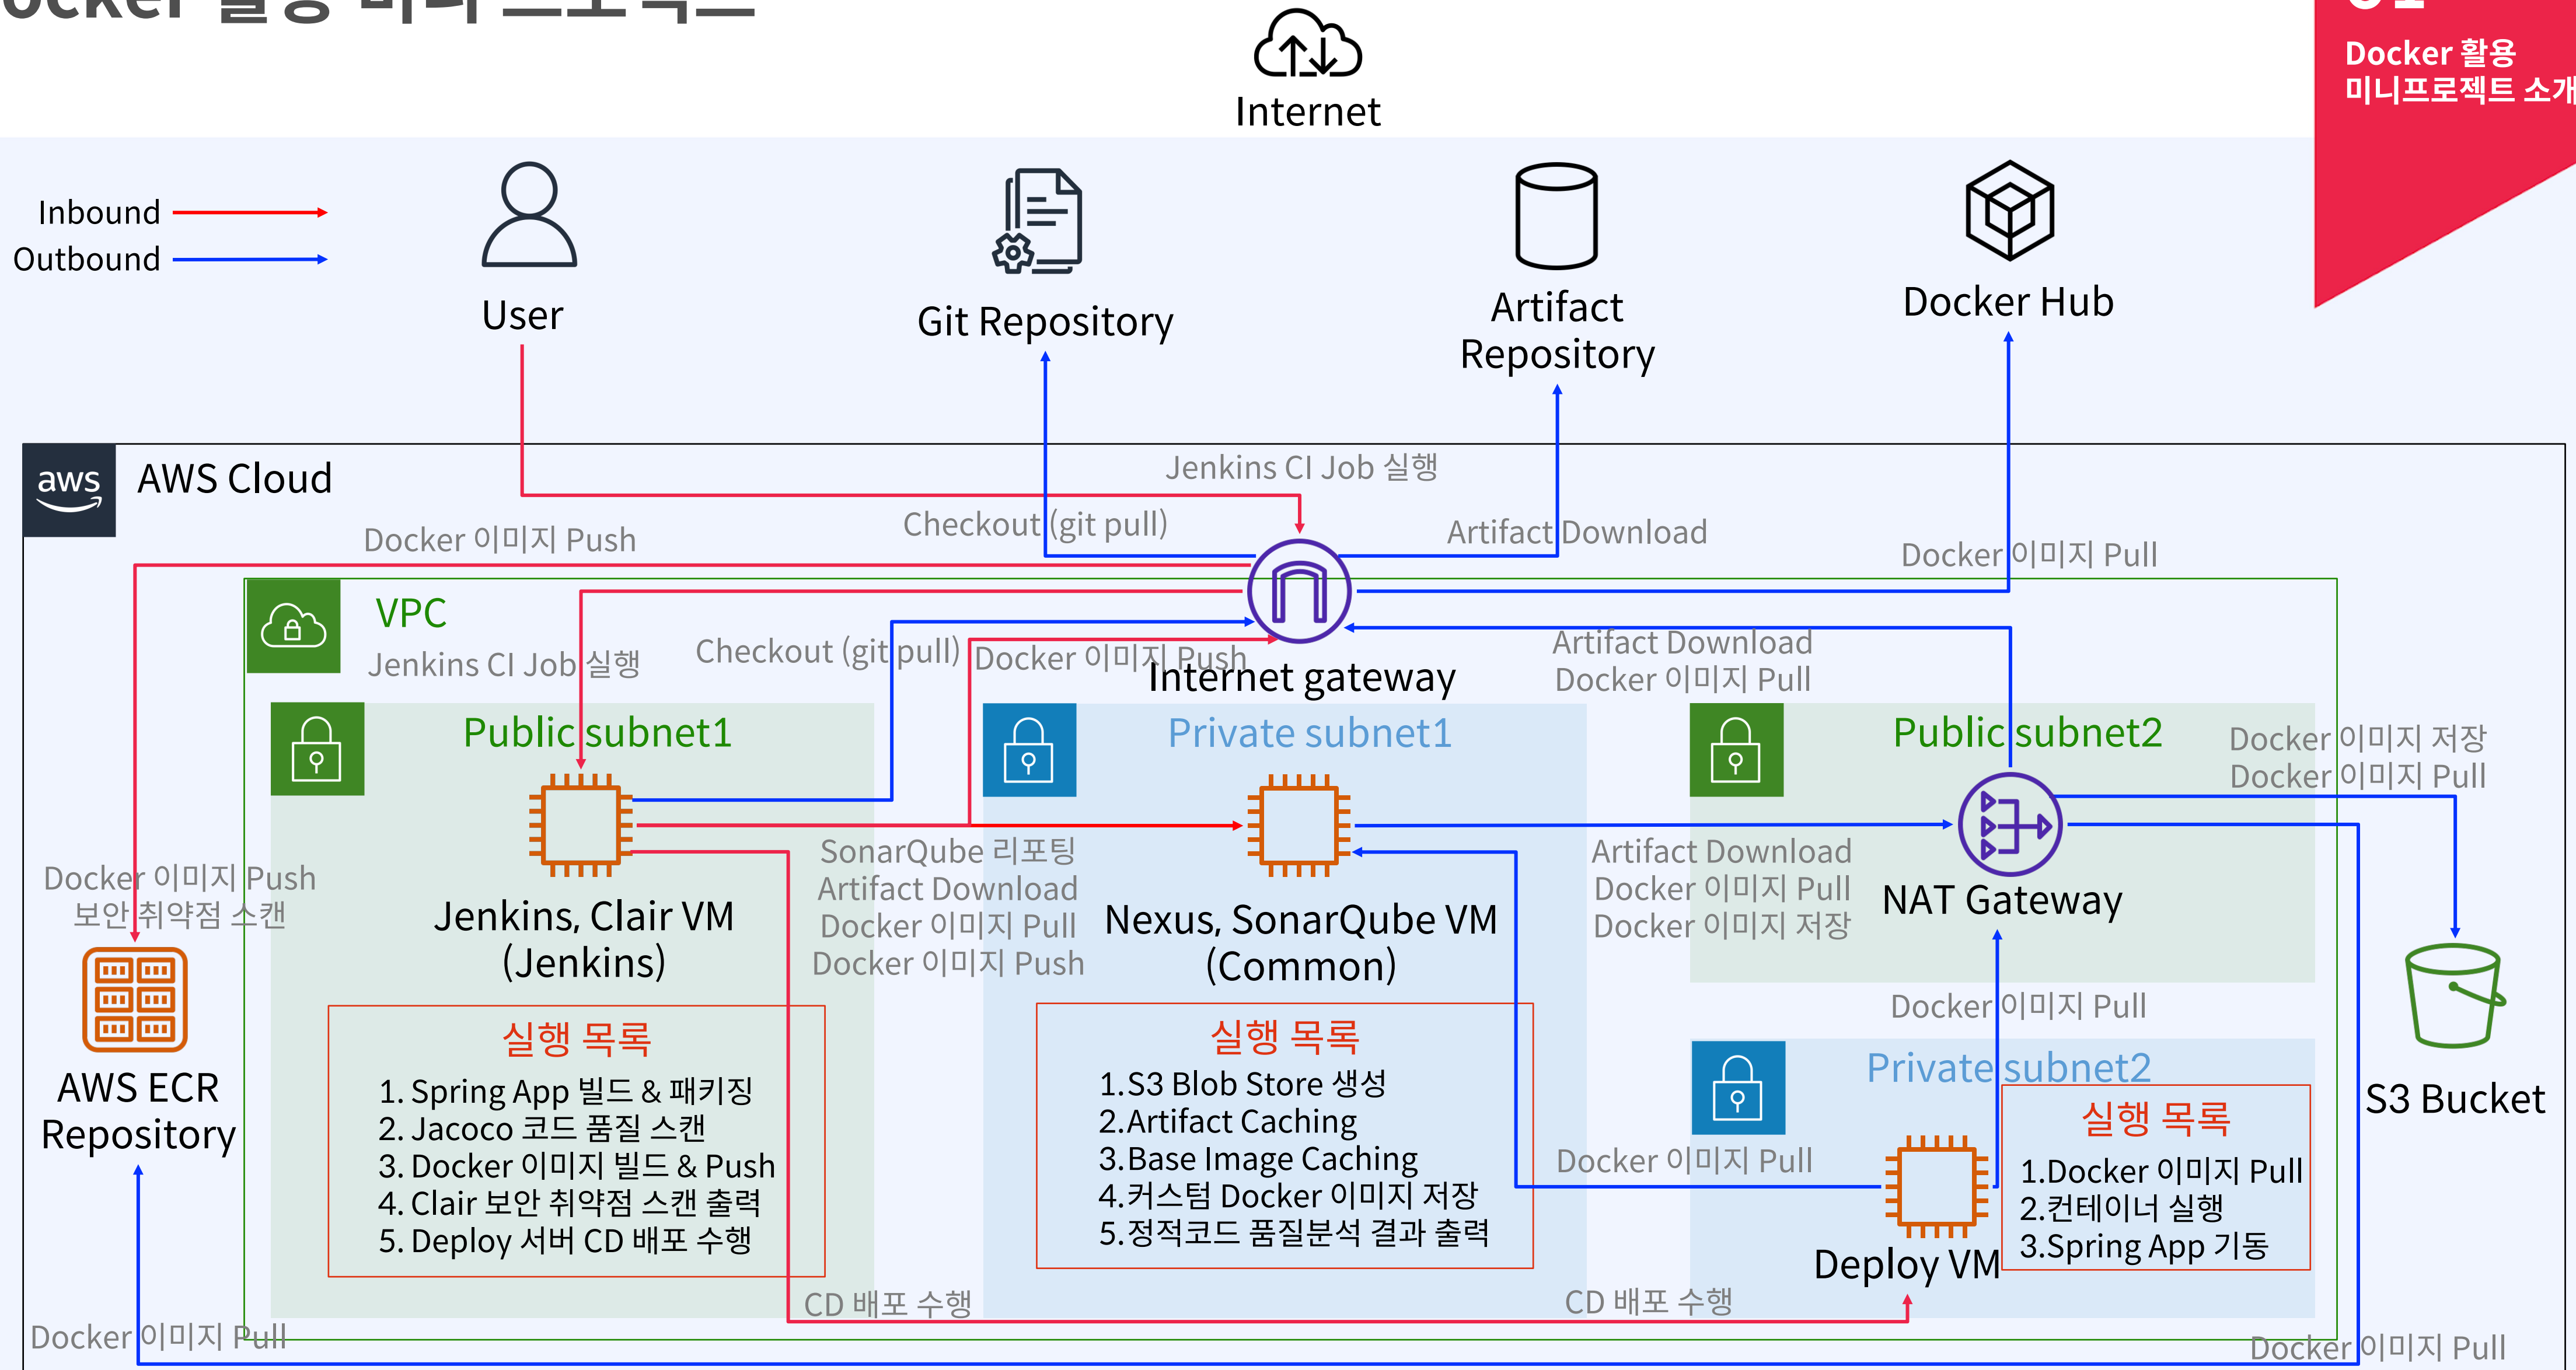 Docker 활용
미니프로젝트 소개
Internet
Inbound
Outbound
User
Git Repository
Artifact
Repository
Docker Hub
aws
AWS Cloud
Jenkins CI Job 실행
Checkout (git pull)
Artifact Download
Docker 이미지 Push
Docker 이미지 Pull
VPC
Jenkins CI Job 실행
Checkout (git pull)
Docker 이미지 Push
Internet gateway
Artifact Download
Docker 이미지 Pull
Public subnet1
Private subnet1
Public subnet2
Docker 이미지 저장
Docker 이미지 Pull
Docker 이미지 Push
보안 취약점 스캔
Jenkins, Clair VM
(Jenkins)
SonarQube 리포팅
Artifact Download
Docker 이미지 Pull
Docker 이미지 Push
Nexus, SonarQube VM
(Common)
Artifact Download
Docker 이미지 Pull
Docker 이미지 저장
NAT Gateway
Docker 이미지 Pull
AWS ECR
Repository
실행 목록
1. Spring App 빌드 & 패키징
2. Jacoco 코드 품질 스캔
3. Docker 이미지 빌드 & Push
4. Clair 보안 취약점 스캔 출력
5. Deploy 서버 CD 배포 수행
실행 목록
1.S3 Blob Store 생성
2.Artifact Caching
3.Base Image Caching
4.커스텀 Docker 이미지 저장
5.정적코드 품질분석 결과 출력
Private subnet2
Docker 이미지 Pull
Deploy VM
실행 목록
1.Docker 이미지 Pull
2.컨테이너 실행
3.Spring App 기동
S3 Bucket
CD 배포 수행
CD 배포 수행
Docker 이미지 Pull
Docker 이미지 Pull